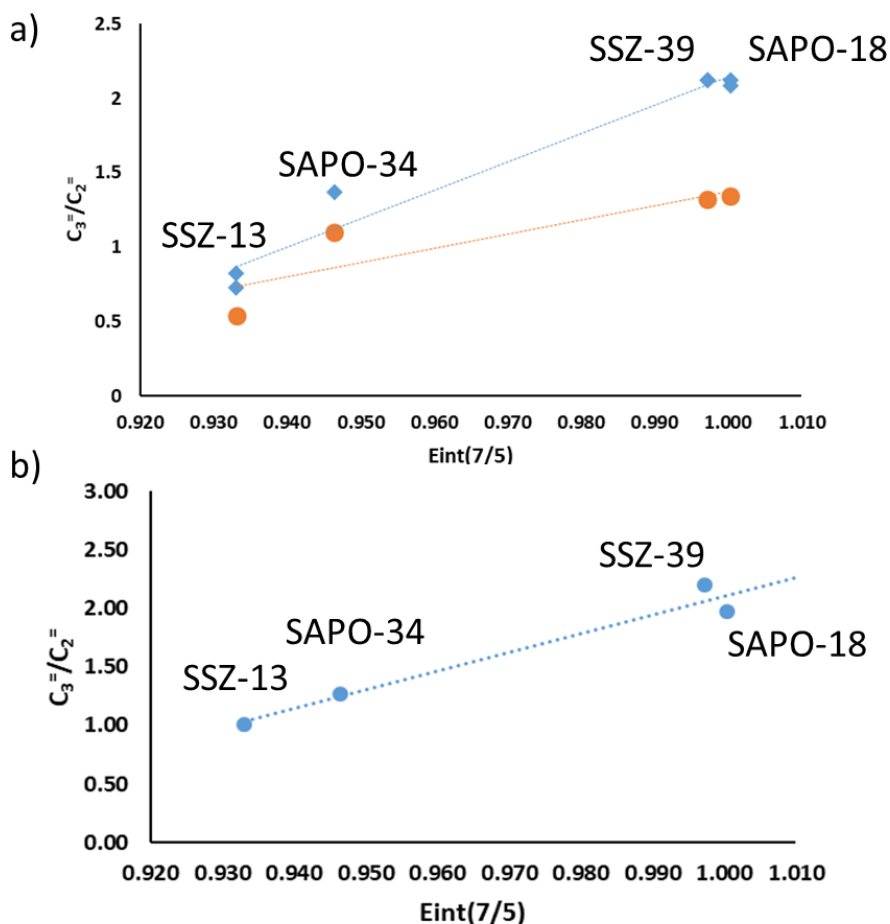 a)
2.5
SSZ-39 SAPO-18
2
C3=/C2=
1.5
SAPO-34
1
SSZ-13
0.5
0
0.920 0.930 0.940 0.950 0.960 0.970 0.980 0.990 1.000 1.010
Eint(7/5)
b)
3.00
2.50
SSZ-39
2.00
C3=/C2=
SAPO-34
SAPO-18
1.50
SSZ-13
1.00
0.50
0.00
0.920 0.930 0.940 0.950 0.960 0.970 0.980 0.990 1.000 1.010
Eint(7/5)